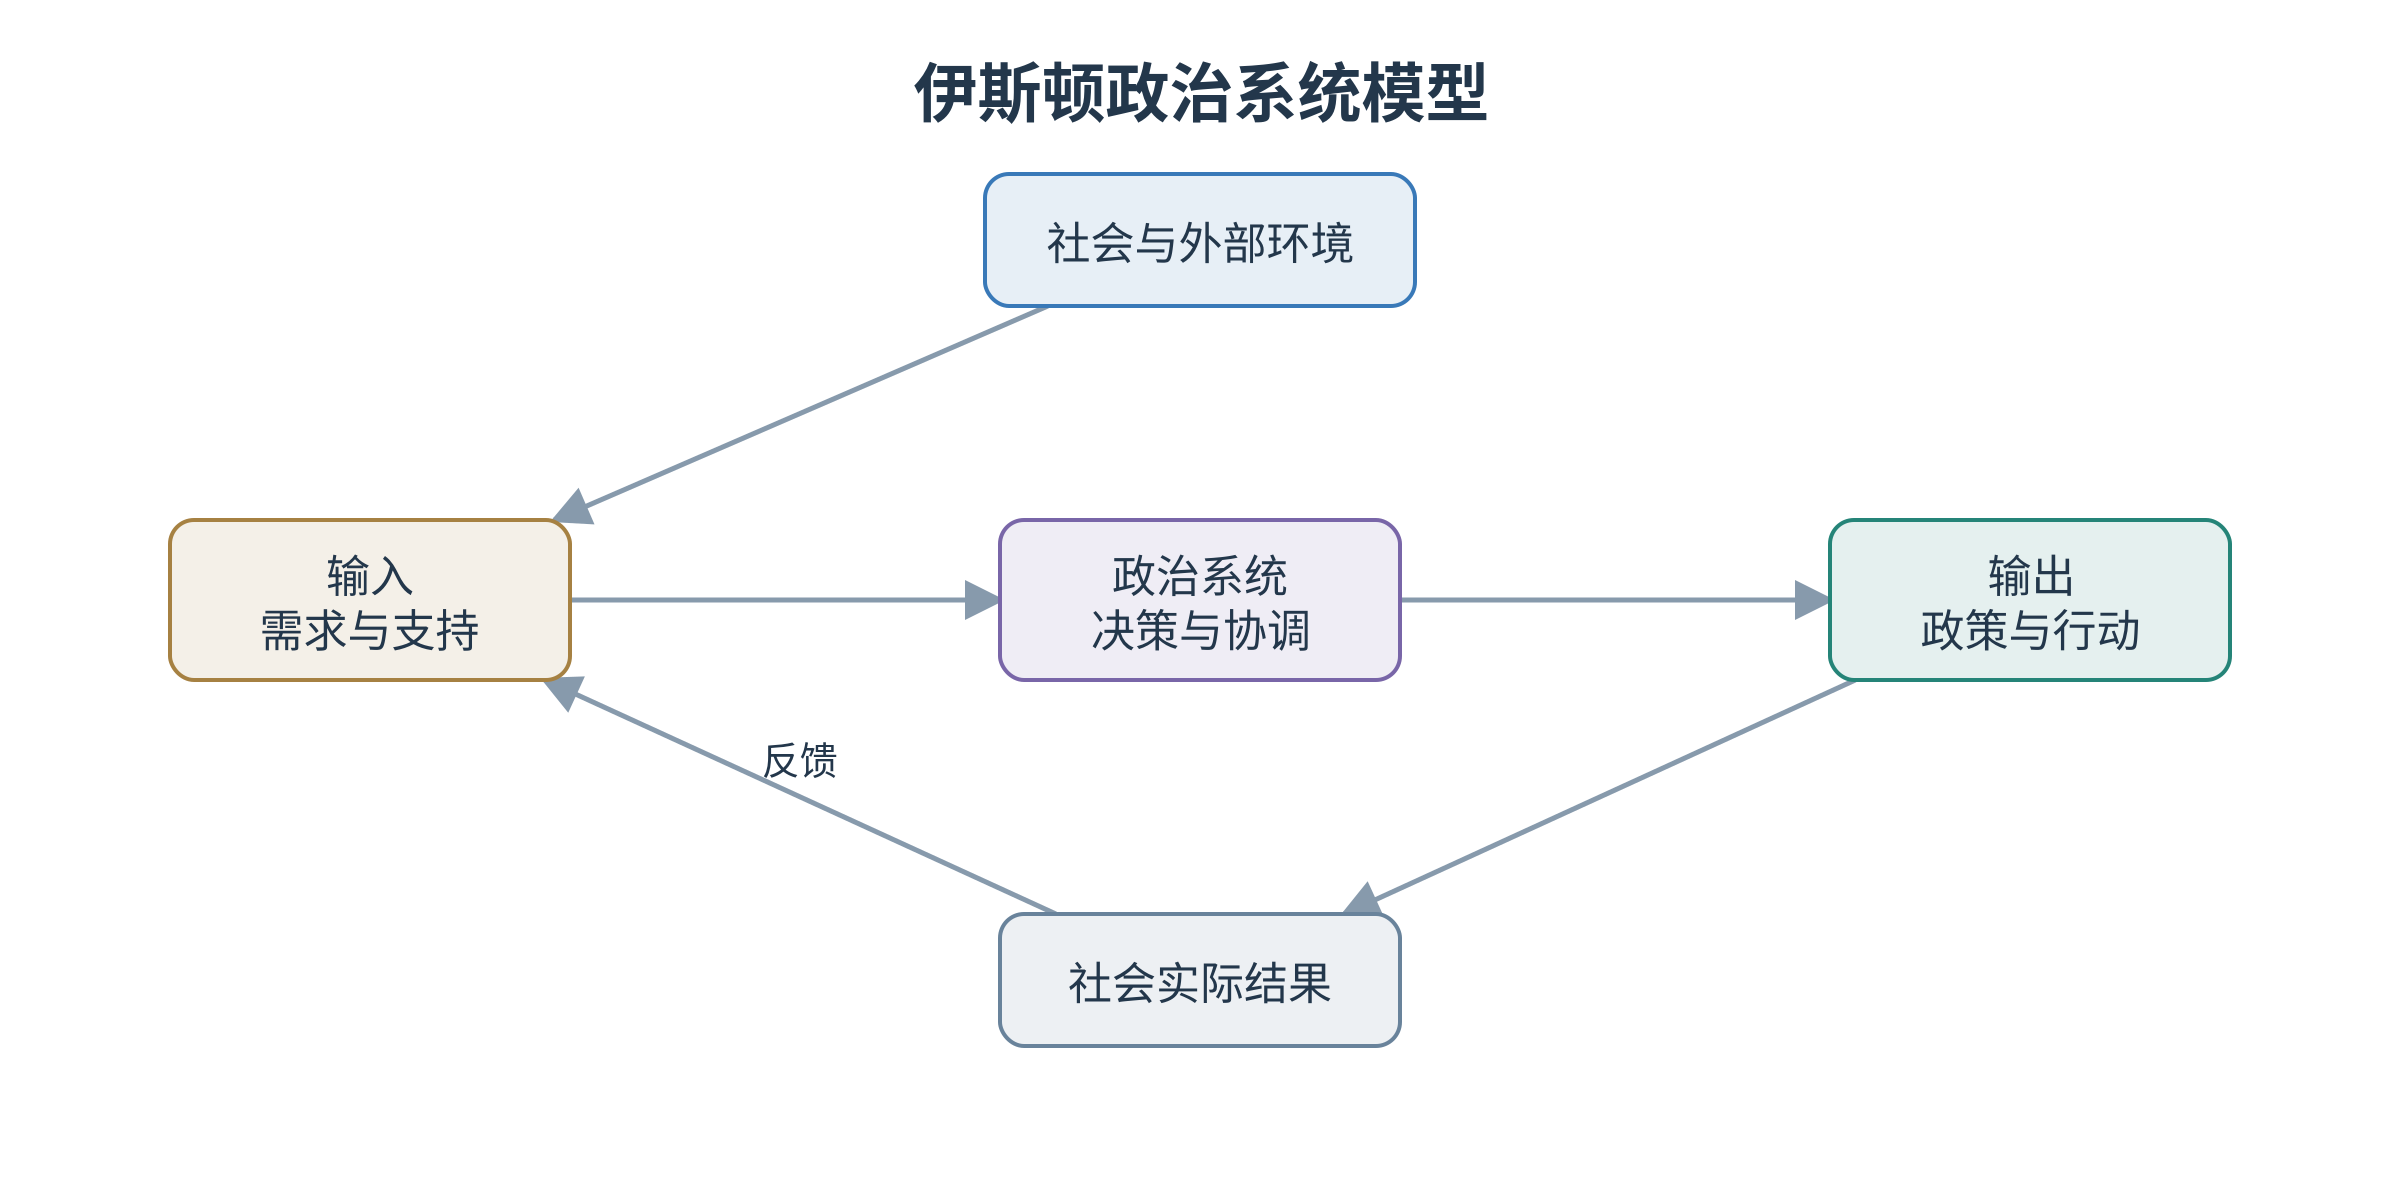 伊斯顿政治系统模型
社会与外部环境
输入
需求与支持
政治系统
决策与协调
输出
政策与行动
反馈
社会实际结果